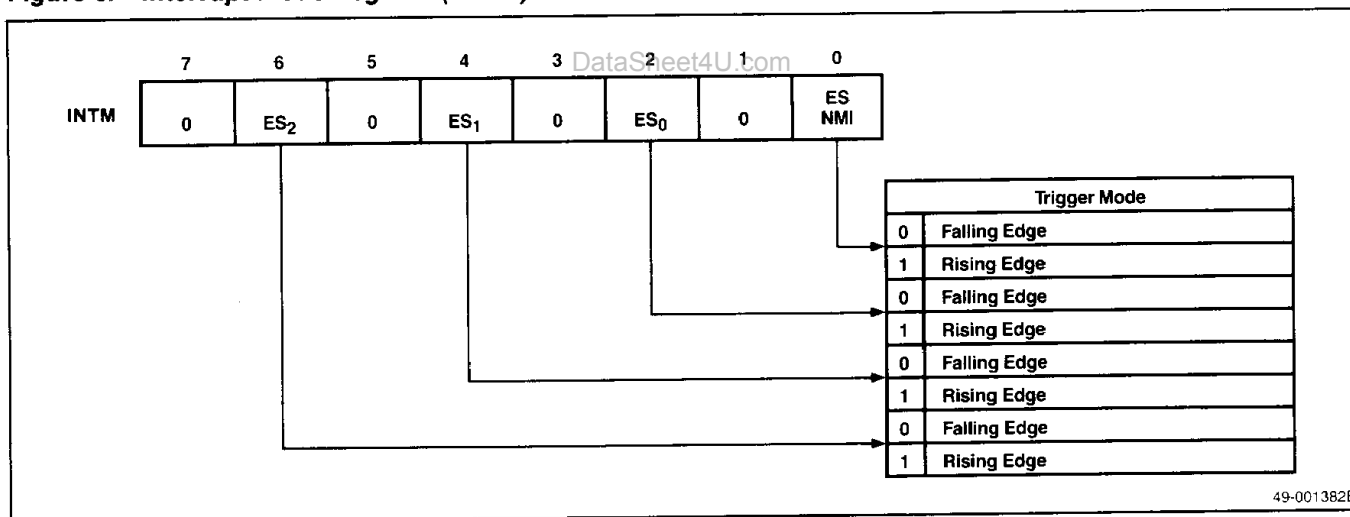 7 6 5 4 3 2 1 0
DataSheet4U.com
INTM 0 ES2 0 ES1 0 ES0 0 ES NMI
Trigger Mode
0 Falling Edge
1 Rising Edge
0 Falling Edge
1 Rising Edge
0 Falling Edge
1 Rising Edge
0 Falling Edge
1 Rising Edge